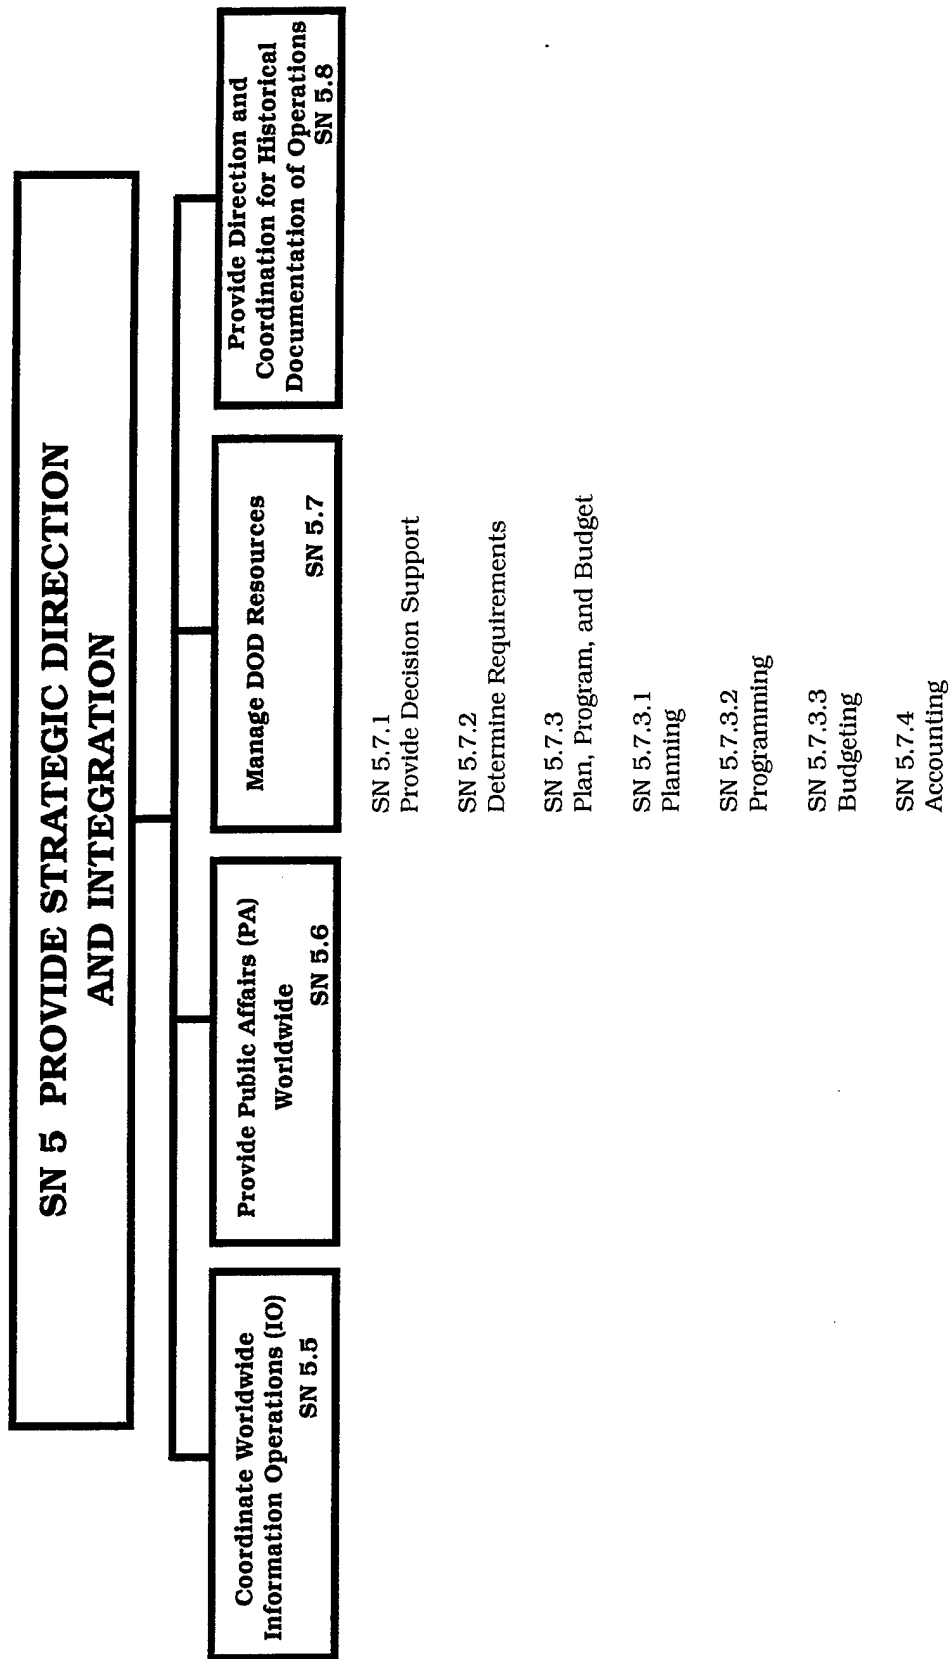 SN 5 PROVIDE STRATEGIC DIRECTION
AND INTEGRATION
Coordinate Worldwide
Information Operations (IO)
SN 5.5
Provide Public Affairs (PA)
Worldwide
SN 5.6
Manage DOD Resources
SN 5.7
Provide Direction and
Coordination for Historical
Documentation of Operations
SN 5.8
SN 5.7.1
Provide Decision Support
SN 5.7.2
Determine Requirements
SN 5.7.3
Plan, Program, and Budget
SN 5.7.3.1
Planning
SN 5.7.3.2
Programming
SN 5.7.3.3
Budgeting
SN 5.7.4
Accounting